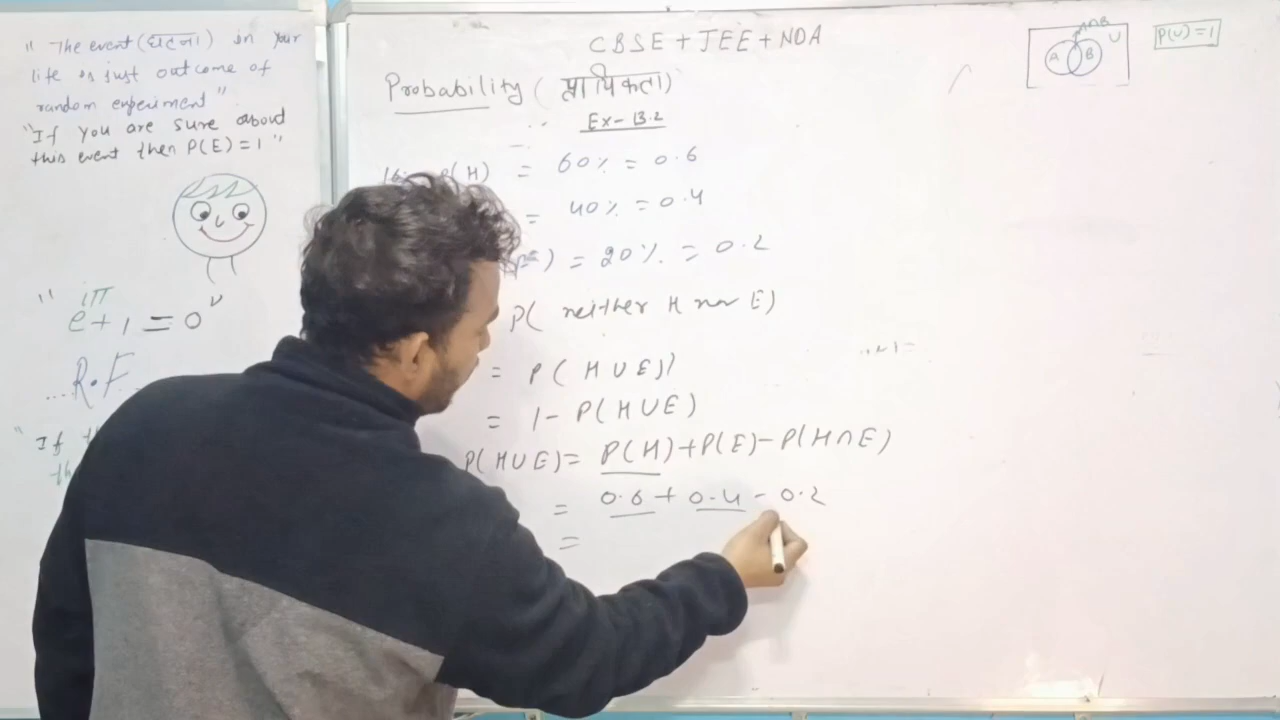 " The event (घटना) in your
life is just outcome of
random experiment "
"If you are sure about
this event then P(E) = 1 "
" e^iπ + 1 = 0 "
...R.F.
" If
CBSE + JEE + NDA
Probability ( प्रायिकता )
Ex- 13.2
16. P(H) = 60% = 0.6
= 40% = 0.4
) = 20% = 0.2
P( neither H nor E)
= P( H ∪ E)'
= 1 - P(H ∪ E)
P(H ∪ E) = P(H) + P(E) - P(H ∩ E)
= 0.6 + 0.4 - 0.2
=
A∩B
U
A B
P(U) = 1